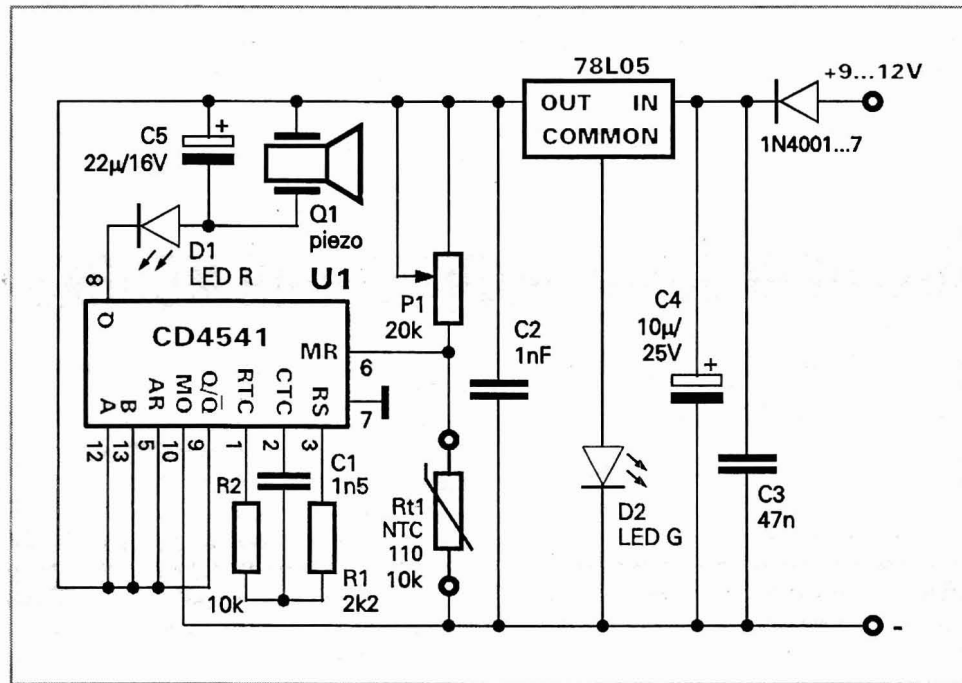 78L05
+9...12V
OUT IN
COMMON
1N4001...7
C5
22µ/16V
+
Q1
piezo
D1
LED R
8
U1
Q
CD4541
MR
6
7
A
B
AR
MO
Q/Q̅
RTC
CTC
RS
12
13
5
10
9
1
2
3
P1
20k
C2
1nF
C4
10µ/
25V
+
C1
1n5
R2
10k
R1
2k2
Rt1
NTC
110
10k
D2
LED G
C3
47n
-